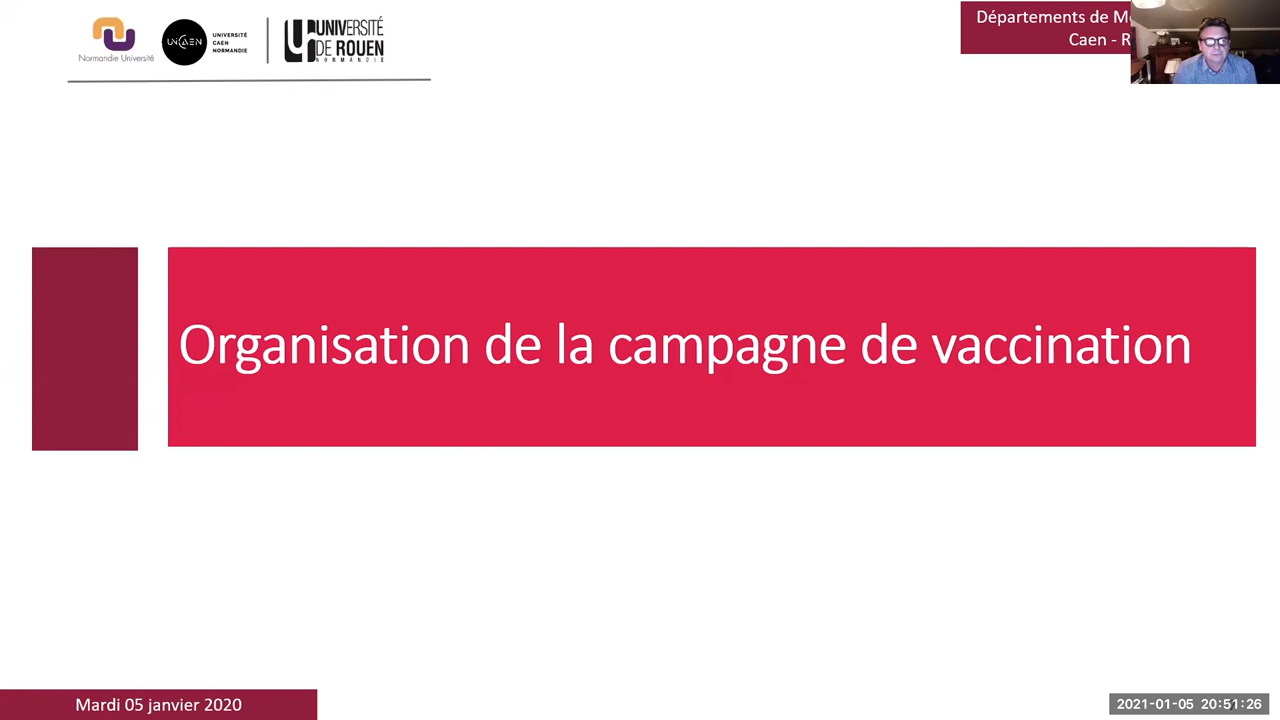 Normandie Université
UNICAEN
UNIVERSITÉ
CAEN
NORMANDIE
UNIVERSITÉ
DE ROUEN
NORMANDIE
Départements de
Caen -
Organisation de la campagne de vaccination
Mardi 05 janvier 2020
2021-01-05 20:51:26